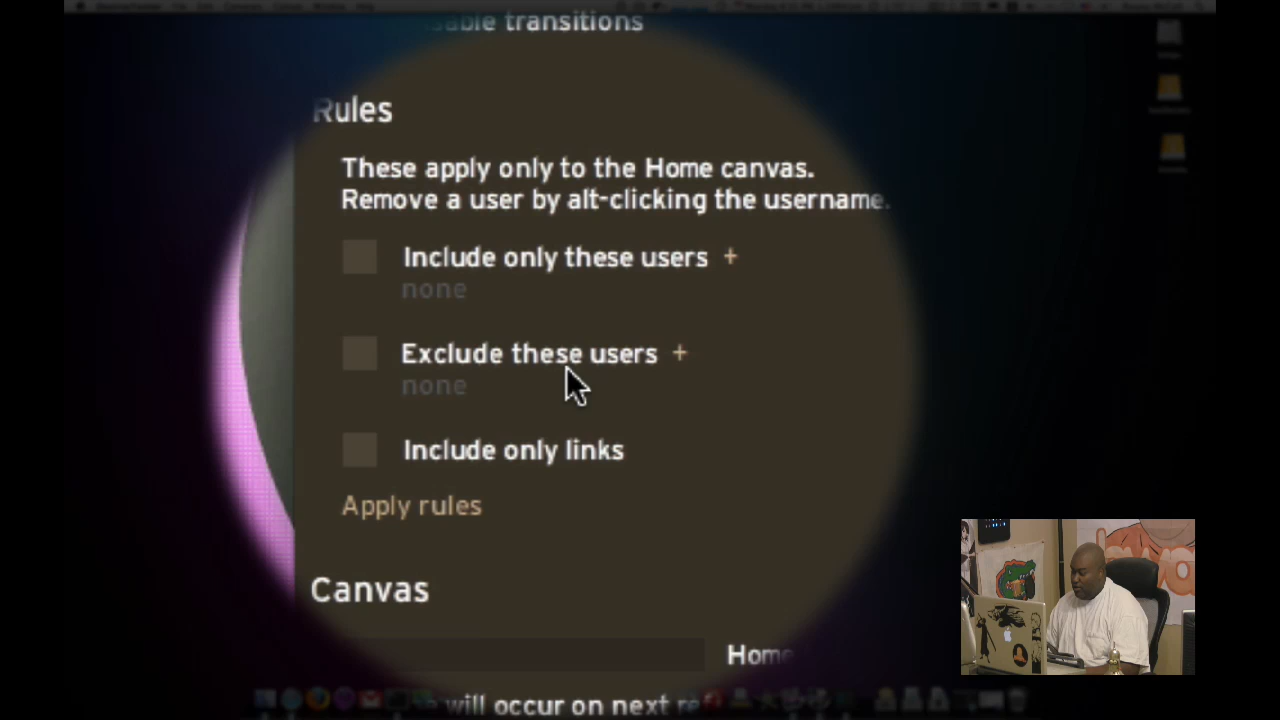 transitions
Rules
These apply only to the Home canvas.
Remove a user by alt-clicking the username.
Include only these users +
none
Exclude these users +
none
Include only links
Apply rules
Canvas
Home
will occur on next